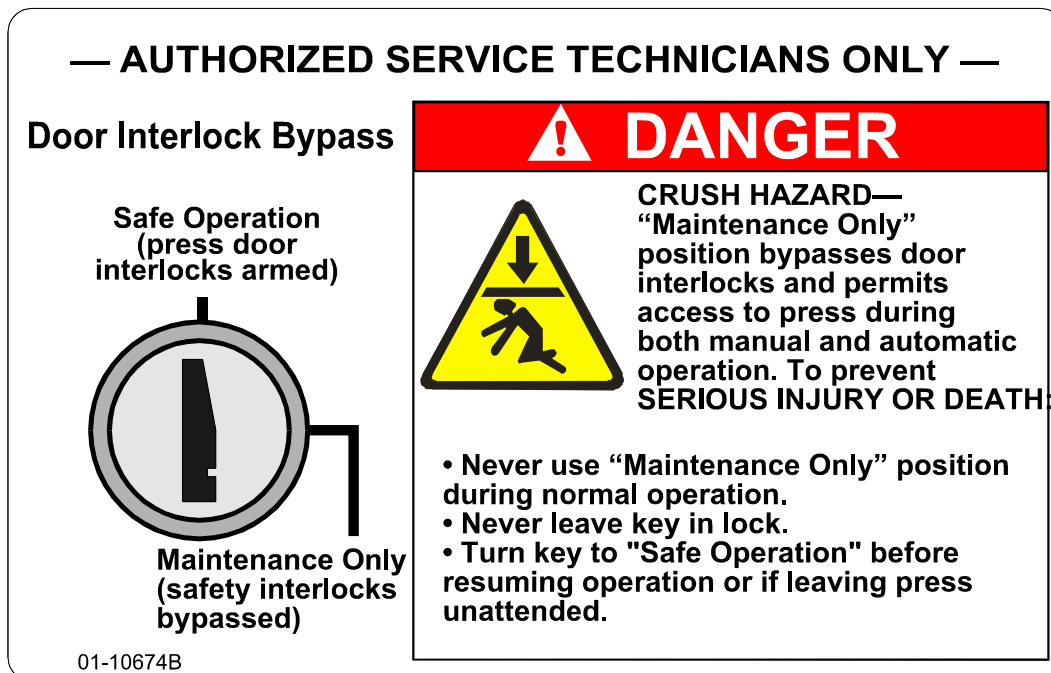 — AUTHORIZED SERVICE TECHNICIANS ONLY —
Door Interlock Bypass
Safe Operation
(press door
interlocks armed)
Maintenance Only
(safety interlocks
bypassed)
01-10674B
DANGER
CRUSH HAZARD—
“Maintenance Only”
position bypasses door
interlocks and permits
access to press during
both manual and automatic
operation. To prevent
SERIOUS INJURY OR DEATH:
• Never use “Maintenance Only” position
during normal operation.
• Never leave key in lock.
• Turn key to "Safe Operation" before
resuming operation or if leaving press
unattended.